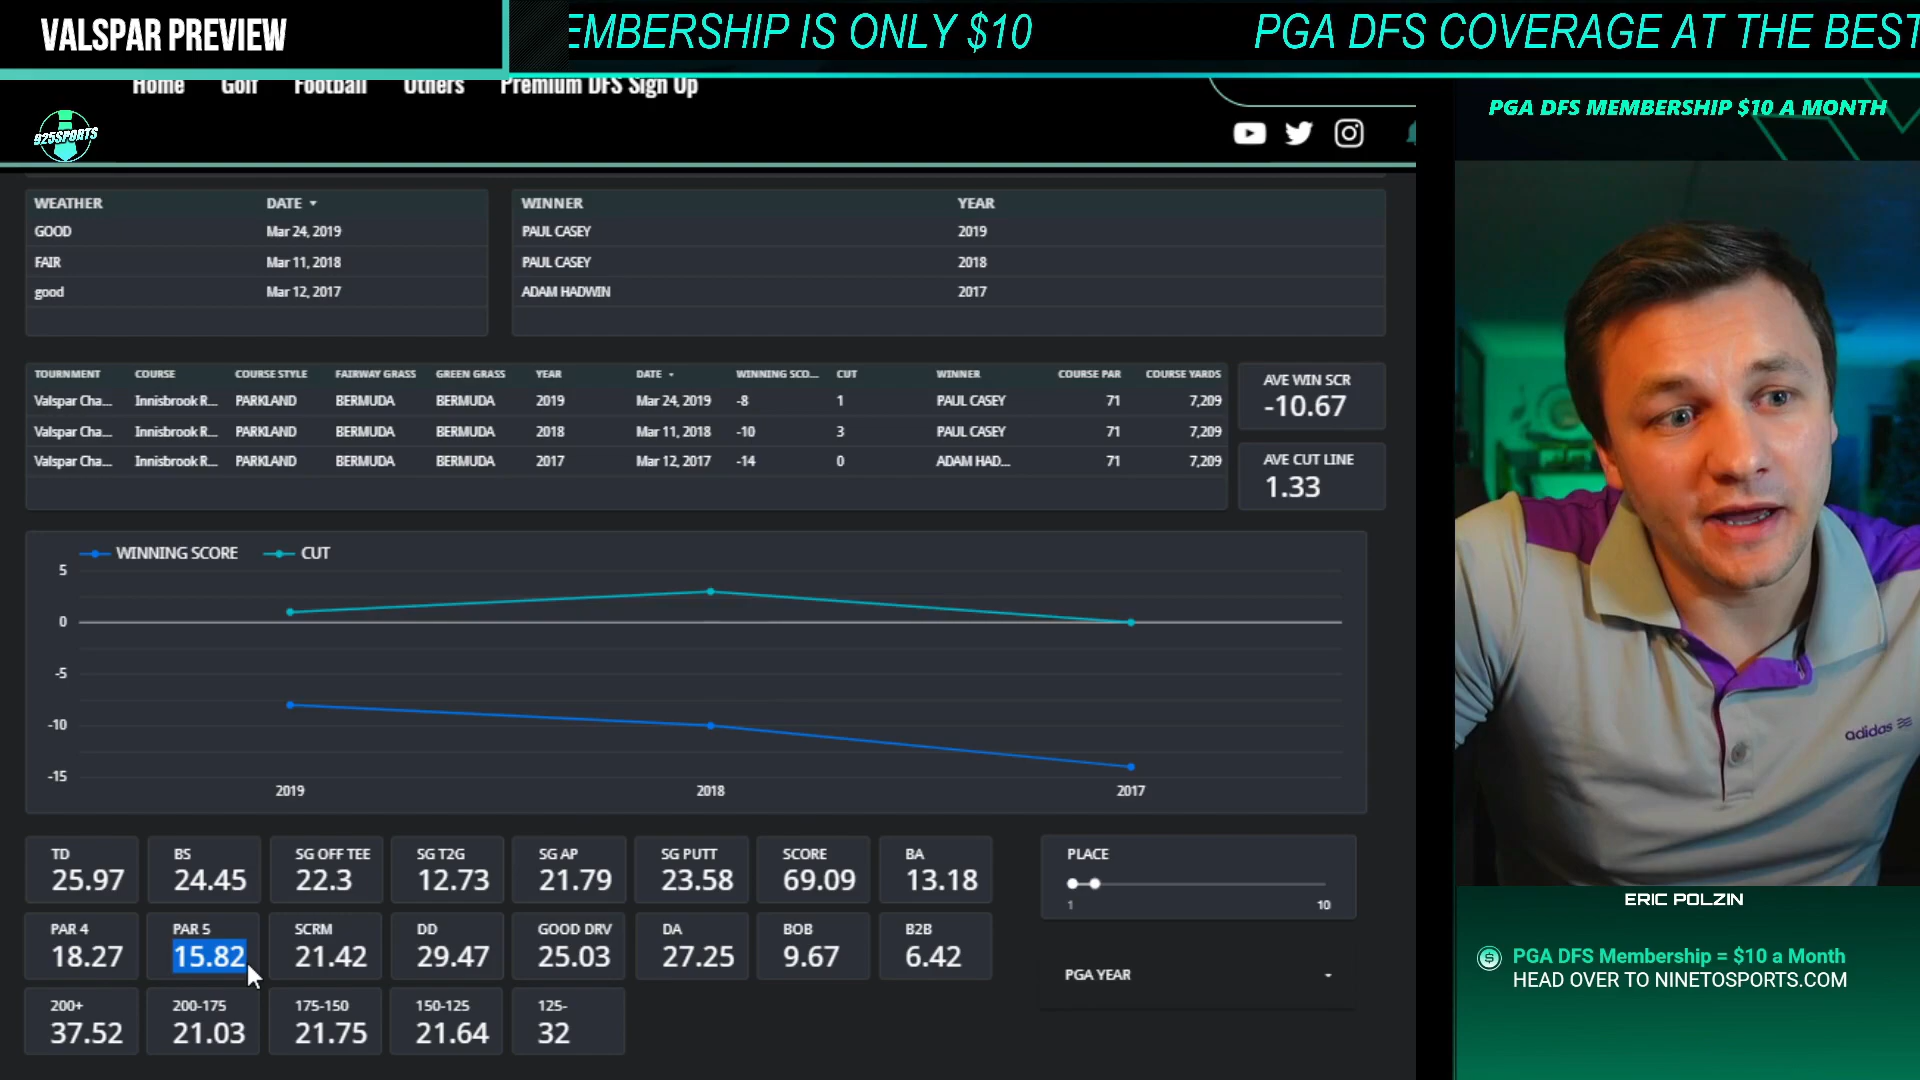 VALSPAR PREVIEW
EMBERSHIP IS ONLY $10 PGA DFS COVERAGE AT THE BEST
Home Golf Football Others Premium DFS Sign Up
925SPORTS
PGA DFS MEMBERSHIP $10 A MONTH
WEATHER DATE
GOOD Mar 24, 2019
FAIR Mar 11, 2018
good Mar 12, 2017
WINNER YEAR
PAUL CASEY 2019
PAUL CASEY 2018
ADAM HADWIN 2017
TOURNMENT COURSE COURSE STYLE FAIRWAY GRASS GREEN GRASS YEAR DATE WINNING SCO... CUT WINNER COURSE PAR COURSE YARDS
Valspar Cha... Innisbrook R... PARKLAND BERMUDA BERMUDA 2019 Mar 24, 2019 -8 1 PAUL CASEY 71 7,209
Valspar Cha... Innisbrook R... PARKLAND BERMUDA BERMUDA 2018 Mar 11, 2018 -10 3 PAUL CASEY 71 7,209
Valspar Cha... Innisbrook R... PARKLAND BERMUDA BERMUDA 2017 Mar 12, 2017 -14 0 ADAM HAD... 71 7,209
AVE WIN SCR
-10.67
AVE CUT LINE
1.33
WINNING SCORE CUT
5
0
-5
-10
-15
2019 2018 2017
TD BS SG OFF TEE SG T2G SG AP SG PUTT SCORE BA
25.97 24.45 22.3 12.73 21.79 23.58 69.09 13.18
PAR 4 PAR 5 SCRM DD GOOD DRV DA BOB B2B
18.27 15.82 21.42 29.47 25.03 27.25 9.67 6.42
200+ 200-175 175-150 150-125 125-
37.52 21.03 21.75 21.64 32
PLACE
1 10
PGA YEAR
adidas
ERIC POLZIN
PGA DFS Membership = $10 a Month
HEAD OVER TO NINETOSPORTS.COM